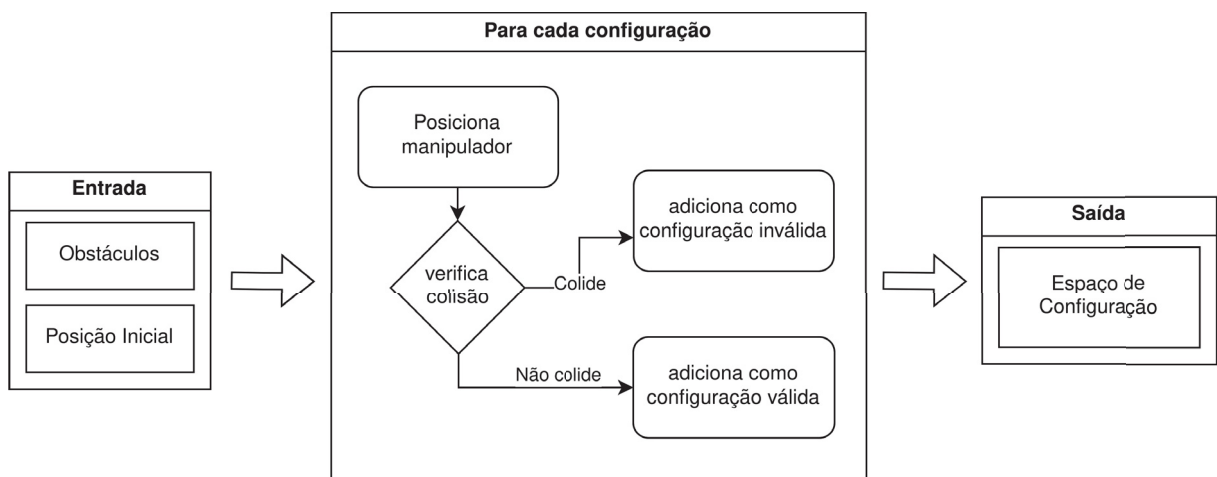 Entrada
Obstáculos
Posição Inicial
Para cada configuração
Posiciona
manipulador
verifica
colisão
Colide
adiciona como
configuração inválida
Não colide
adiciona como
configuração válida
Saída
Espaço de
Configuração